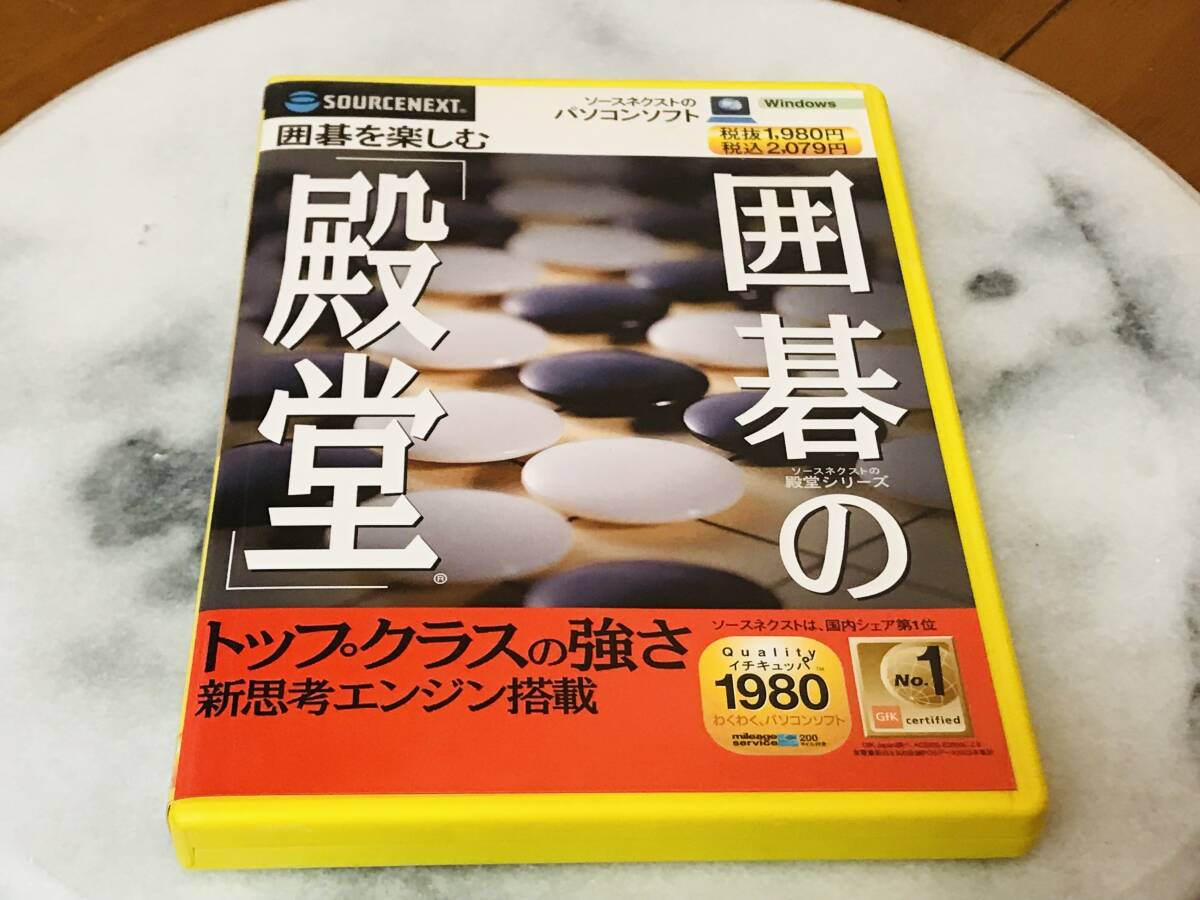 SOURCENEXT
ソースネクストの
パソコンソフト
Windows
税抜1,980円
税込2,079円
囲碁を楽しむ
囲碁の
「殿堂」®
ソースネクストの
殿堂シリーズ
トップクラスの強さ
新思考エンジン搭載
ソースネクストは、国内シェア第1位
Quality
イチキュッパ™
1980
わくわく、パソコンソフト
mileage
service
200
No.1
GfK certified